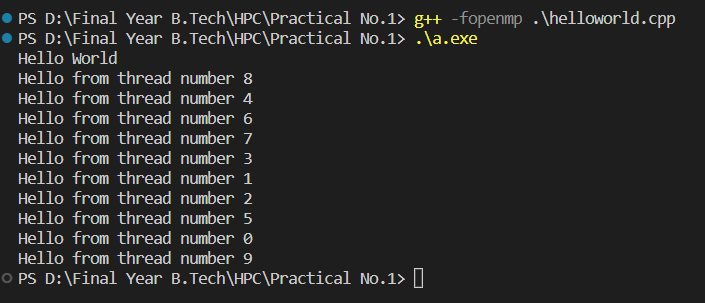 PS D:\Final Year B.Tech\HPC\Practical No.1> g++ -fopenmp .\helloworld.cpp
PS D:\Final Year B.Tech\HPC\Practical No.1> .\a.exe
Hello World
Hello from thread number 8
Hello from thread number 4
Hello from thread number 6
Hello from thread number 7
Hello from thread number 3
Hello from thread number 1
Hello from thread number 2
Hello from thread number 5
Hello from thread number 0
Hello from thread number 9
PS D:\Final Year B.Tech\HPC\Practical No.1>